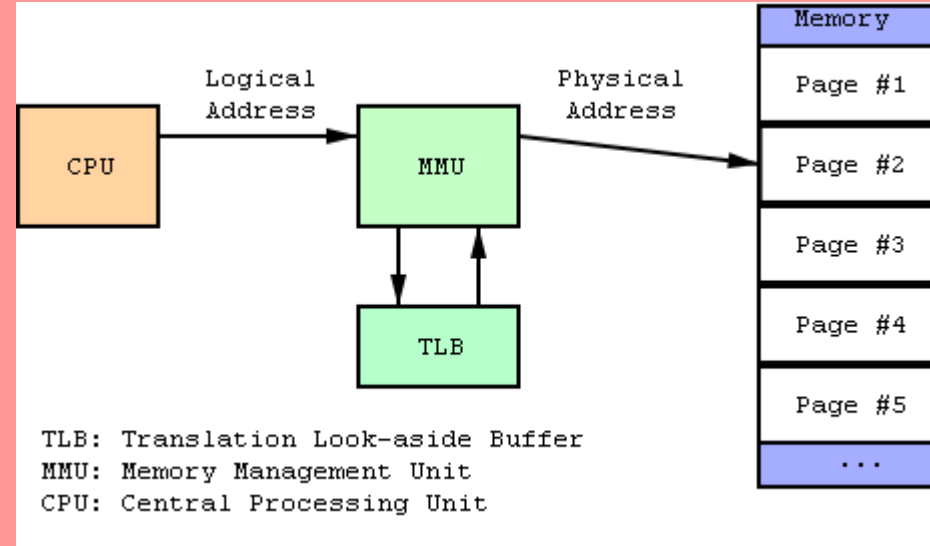 Memory
Logical
Address
Physical
Address
Page #1
CPU
MMU
Page #2
Page #3
Page #4
TLB
Page #5
TLB: Translation Look-aside Buffer
MMU: Memory Management Unit
CPU: Central Processing Unit
...